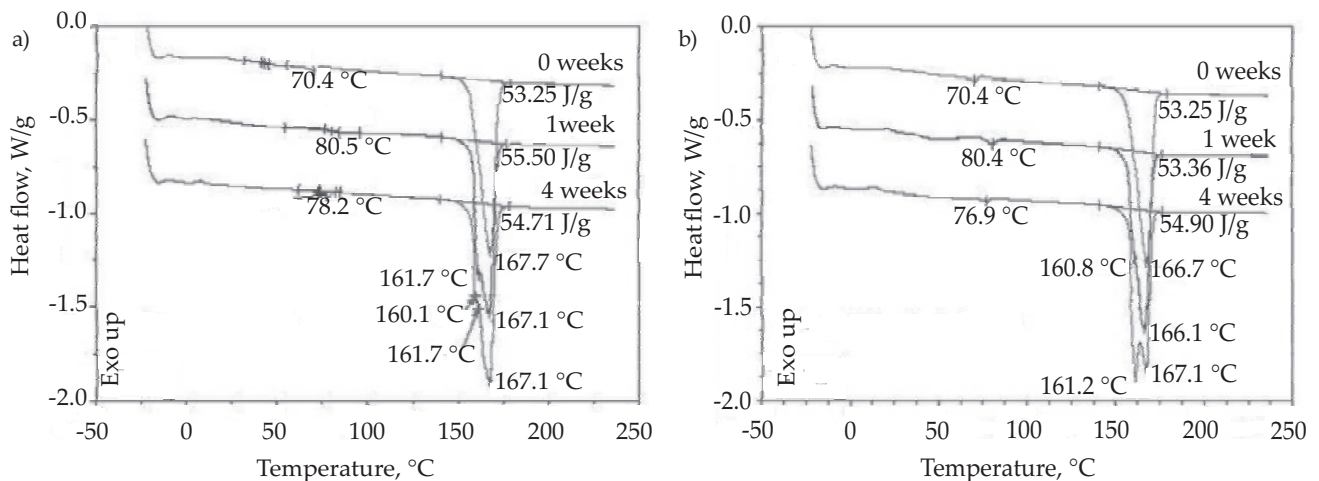 a)
Heat flow, W/g
0.0
-0.5
-1.0
-1.5
-2.0
0 weeks
70.4 °C
53.25 J/g
1week
80.5 °C
55.50 J/g
4 weeks
78.2 °C
54.71 J/g
161.7 °C
167.7 °C
160.1 °C
167.1 °C
161.7 °C
167.1 °C
Exo up
-50
0
50
100
150
200
250
Temperature, °C
b)
Heat flow, W/g
0.0
-0.5
-1.0
-1.5
-2.0
0 weeks
70.4 °C
53.25 J/g
1 week
80.4 °C
53.36 J/g
4 weeks
76.9 °C
54.90 J/g
160.8 °C
166.7 °C
166.1 °C
161.2 °C
167.1 °C
Exo up
-50
0
50
100
150
200
250
Temperature, °C